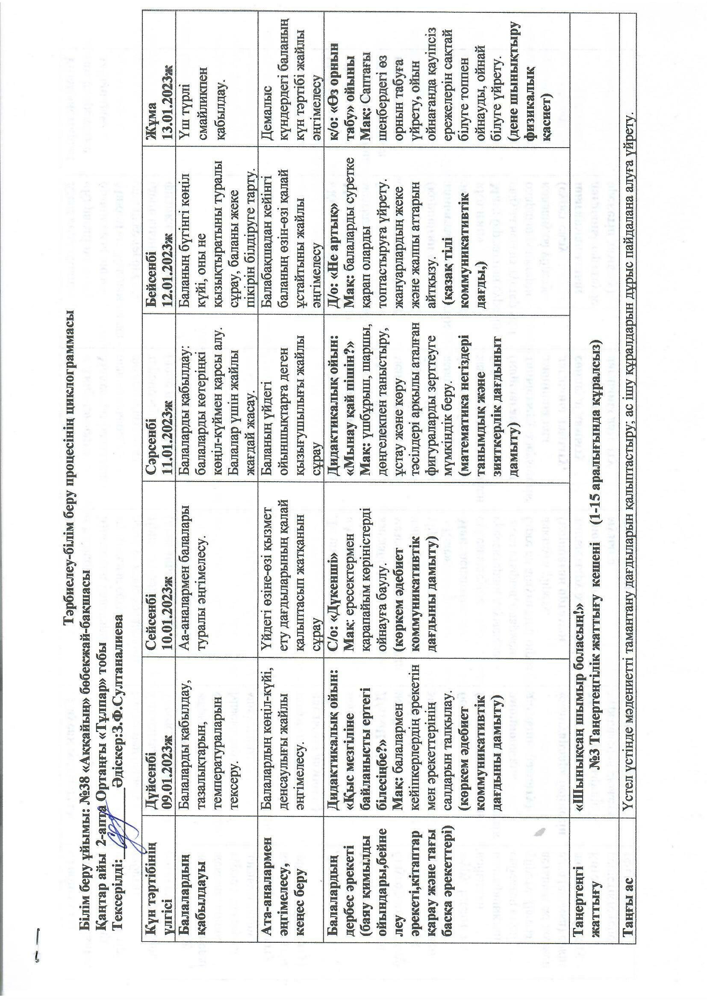 Тәрбиелеу-білім беру процесінің циклограммасы
Білім беру ұйымы: №38 «Аққайың» бөбекжай-бақшасы
Қаңтар айы 2-апта Ортаңғы «Тұлпар» тобы
Тексерілді:____________Әдіскер:З.Ф.Султаналиева
Күн тәртібінің
үлгісі
Дүйсенбі
09.01.2023ж
Сейсенбі
10.01.2023ж
Сәрсенбі
11.01.2023ж
Бейсенбі
12.01.2023ж
Жұма
13.01.2023ж
Балалардың
қабылдауы
Балаларды қабылдау,
тазалықтарын,
температураларын
тексеру.
Аа-аналармен балалары
туралы әңгімелесу.
Балаларды қабылдау:
балаларды көтеріңкі
көңіл-күймен қарсы алу.
Балалар үшін жайлы
жағдай жасау.
Баланың бүгінгі көңіл
күйі, оны не
қызықтыратыны туралы
сұрау, баланы жеке
пікірін білдіруге тарту.
Үш түрлі
смайликпен
қабылдау.
Ата-аналармен
әңгімелесу,
кеңес беру
Балалардың көңіл-күйі,
денсаулығы жайлы
әңгімелесу.
Үйдегі өзіне-өзі қызмет
ету дағдыларының қалай
қалыптасып жатқанын
сұрау
Баланың үйдегі
ойыншықтарға деген
қызығушылығы жайлы
сұрау
Балабақшадан кейінгі
баланың өзін-өзі қалай
ұстайтыны жайлы
әңгімелесу
Демалыс
күндердегі баланың
күн тәртібі жайлы
әңгімелесу
Балалардың
дербес әрекеті
(баяу қимылды
ойындары,бейне
леу
әрекеті,кітаптар
қарау және тағы
басқа әрекеттері)
Дидактикалық ойын:
«Қыс мезгіліне
байланысты ертегі
білесіңбе?»
Мақ: балалармен
кейіпкерлердің әрекетін
мен әрекеттерінің
салдарын талқылау.
(көркем әдебиет
коммуникативтік
дағдыны дамыту)
С/о: «Дүкенші»
Мақ: ересектермен
қарапайым көріністерді
ойнауға баулу.
(көркем әдебиет
коммуникативтік
дағдыны дамыту)
Дидактикалық ойын:
«Мынау қай пішін?»
Мақ: үшбұрыш, шаршы,
дөңгелекпен таныстыру,
ұстау және көру
тәсілдері арқылы аталған
фигураларды зерттеуге
мүмкіндік беру.
(математика негіздері
танымдық және
зияткерлік дағдыныт
дамыту)
Д/о: «Не артық»
Мақ: балаларды суретке
қарап оларды
топтастыруға үйрету.
жануарлардың жеке
және жалпы аттарын
айтқызу.
(қазақ тілі
коммуникативтік
дағды,)
қ/о: «Өз орнын
табу» ойыны
Мақ: Саптағы
шеңбердегі өз
орнын табуға
үйрету, ойын
ойнағанда қауіпсіз
ережелерін сақтай
білуге топпен
ойнауды, ойнай
білуге үйрету.
(дене шынықтыру
физикалық
қасиет)
Таңертеңгі
жаттығу
«Шынықсаң шымыр боласың!»
№3 Таңертеңгілік жаттығу кешені (1-15 аралығында құралсыз)
Таңғы ас
Үстел үстінде мәдениетті тамантану дағдыларын қалыптастыру; ас ішу құралдарын дұрыс пайдалана алуға үйрету.